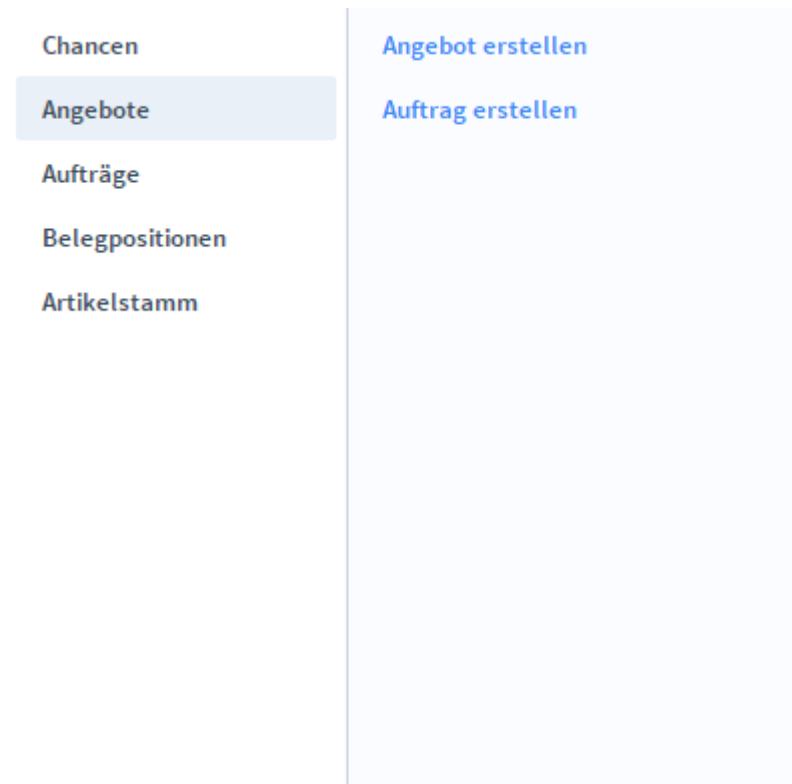 Chancen
Angebote
Aufträge
Belegpositionen
Artikelstamm
Angebot erstellen
Auftrag erstellen